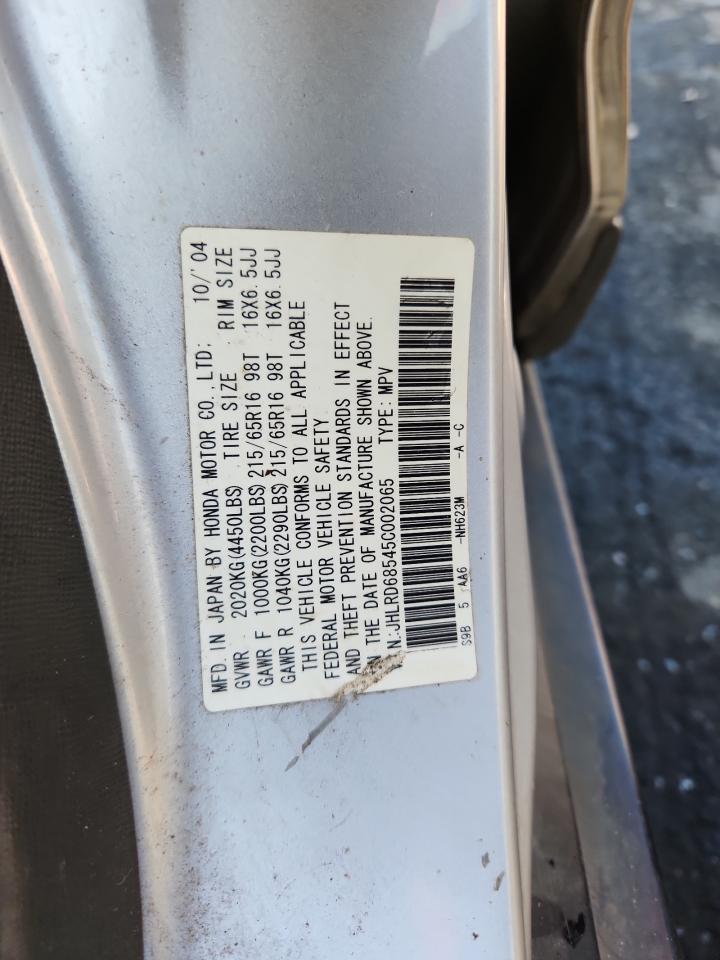 MFD. IN JAPAN BY HONDA MOTOR CO.,LTD: 10/'04
GVWR 2020KG(4450LBS) TIRE SIZE RIM SIZE
GAWR F 1000KG(2200LBS) 215/65R16 98T 16X6.5JJ
GAWR R 1040KG(2290LBS) 215/65R16 98T 16X6.5JJ
THIS VEHICLE CONFORMS TO ALL APPLICABLE
FEDERAL MOTOR VEHICLE SAFETY
AND THEFT PREVENTION STANDARDS IN EFFECT
THE DATE OF MANUFACTURE SHOWN ABOVE.
N.:JHLRD68545C002065 TYPE: MPV
S9B 5 AA6 -NH623M -A -C